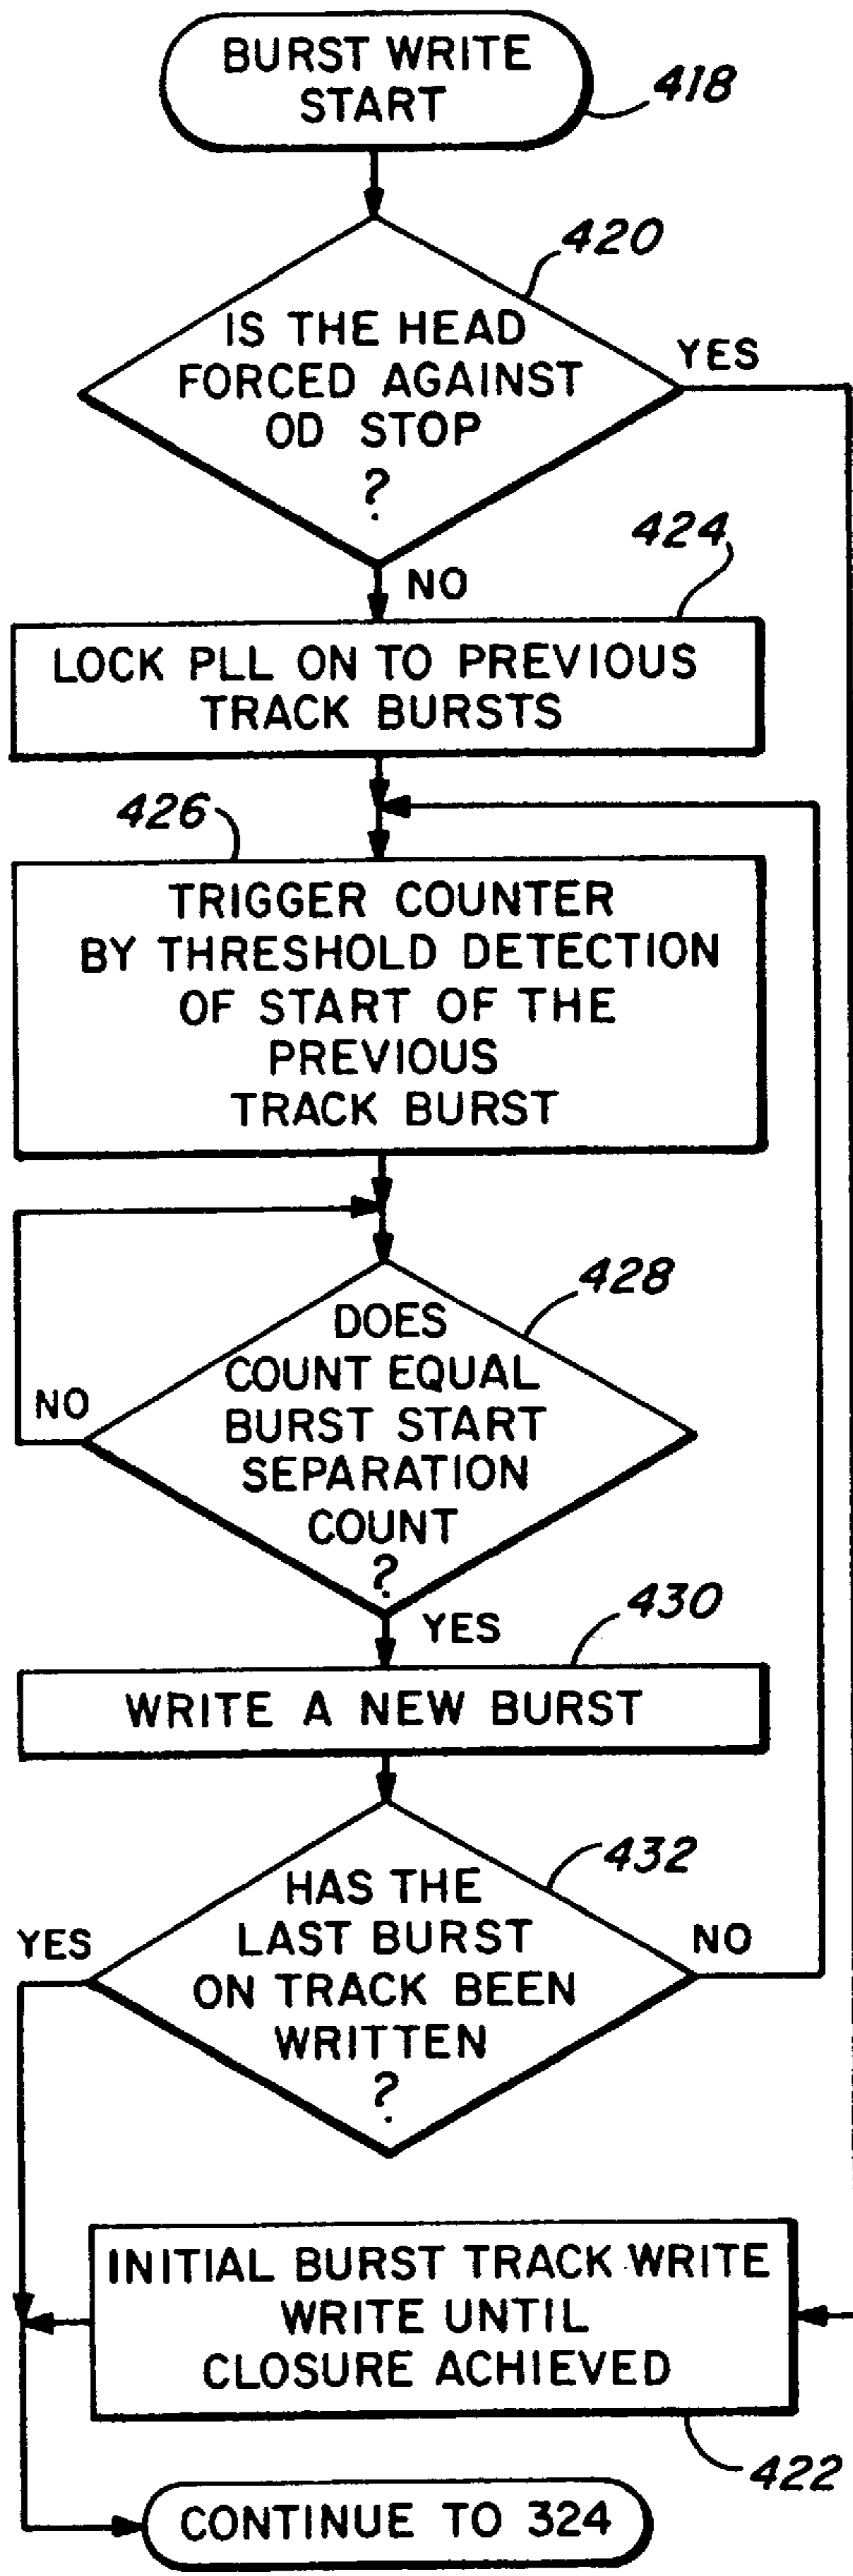 BURST WRITE
START
418
420
IS THE HEAD
FORCED AGAINST
OD STOP
?
YES
NO
424
LOCK PLL ON TO PREVIOUS
TRACK BURSTS
426
TRIGGER COUNTER
BY THRESHOLD DETECTION
OF START OF THE
PREVIOUS
TRACK BURST
428
DOES
COUNT EQUAL
BURST START
SEPARATION
COUNT
?
NO
YES
430
WRITE A NEW BURST
432
HAS THE
LAST BURST
ON TRACK BEEN
WRITTEN
?
YES
NO
INITIAL BURST TRACK WRITE
WRITE UNTIL
CLOSURE ACHIEVED
422
CONTINUE TO 324